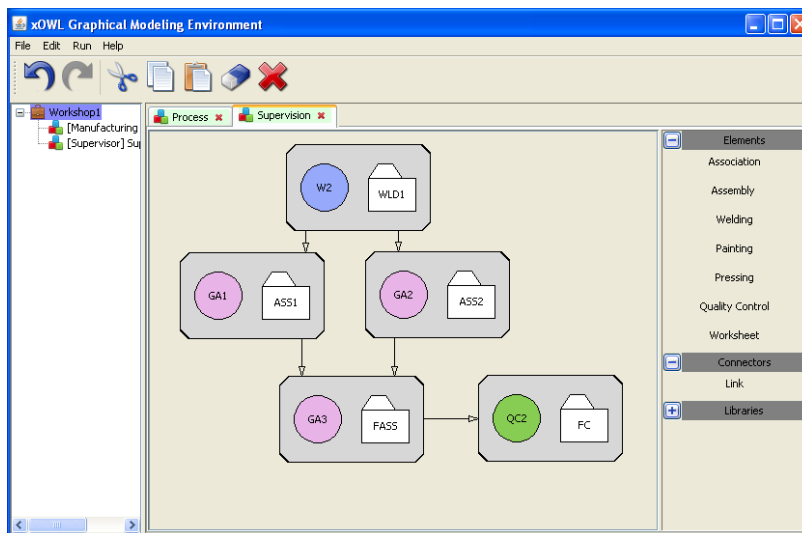 xOWL Graphical Modeling Environment
File Edit Run Help
Workshop1
[Manufacturing
[Supervisor] Su
Process
Supervision
W2
WLD1
GA1
ASS1
GA2
ASS2
GA3
FASS
QC2
FC
Elements
Association
Assembly
Welding
Painting
Pressing
Quality Control
Worksheet
Connectors
Link
Libraries